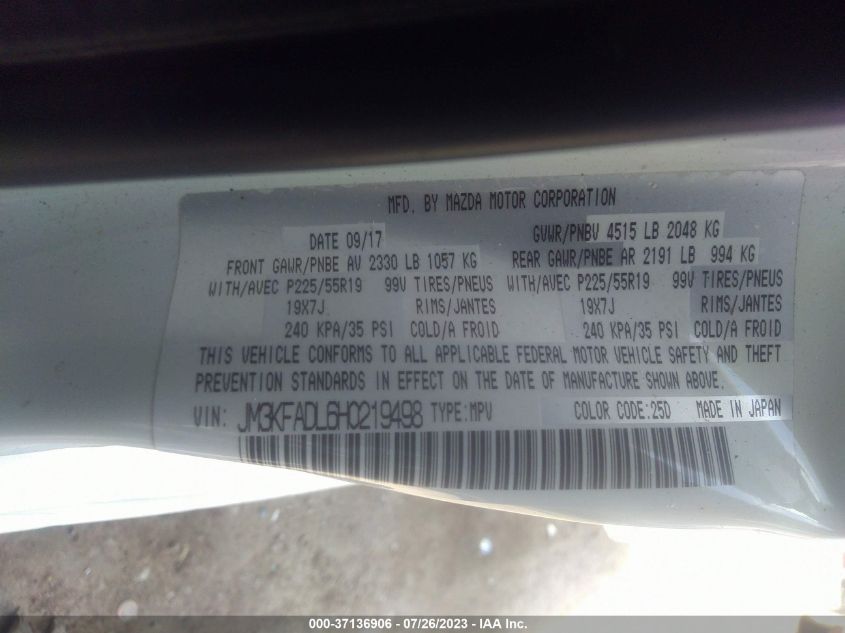 MFD. BY MAZDA MOTOR CORPORATION
DATE 09/17 GVWR/PNBV 4515 LB 2048 KG
FRONT GAWR/PNBE AV 2330 LB 1057 KG REAR GAWR/PNBE AR 2191 LB 994 KG
WITH/AVEC P225/55R19 99V TIRES/PNEUS WITH/AVEC P225/55R19 99V TIRES/PNEUS
19X7J RIMS/JANTES 19X7J RIMS/JANTES
240 KPA/35 PSI COLD/A FROID 240 KPA/35 PSI COLD/A FROID
THIS VEHICLE CONFORMS TO ALL APPLICABLE FEDERAL MOTOR VEHICLE SAFETY AND THEFT
PREVENTION STANDARDS IN EFFECT ON THE DATE OF MANUFACTURE SHOWN ABOVE.
VIN: JM3KFADL6H0219498 TYPE:MPV COLOR CODE:25D MADE IN JAPAN
000-37136906 - 07/26/2023 - IAA Inc.